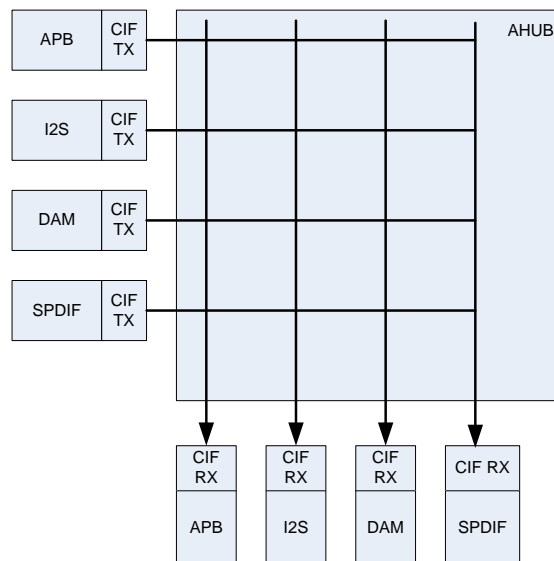 AHUB
APB
CIF
TX
I2S
CIF
TX
DAM
CIF
TX
SPDIF
CIF
TX
CIF
RX
CIF
RX
CIF
RX
CIF RX
APB
I2S
DAM
SPDIF